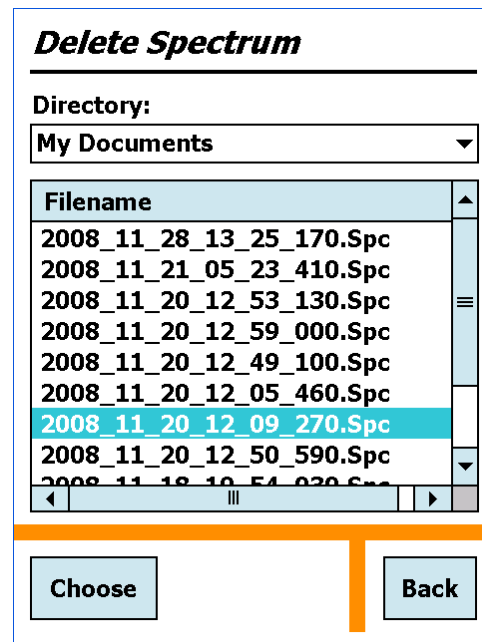 Delete Spectrum
Directory:
My Documents
Filename
2008_11_28_13_25_170.Spc
2008_11_21_05_23_410.Spc
2008_11_20_12_53_130.Spc
2008_11_20_12_59_000.Spc
2008_11_20_12_49_100.Spc
2008_11_20_12_05_460.Spc
2008_11_20_12_09_270.Spc
2008_11_20_12_50_590.Spc
Choose
Back